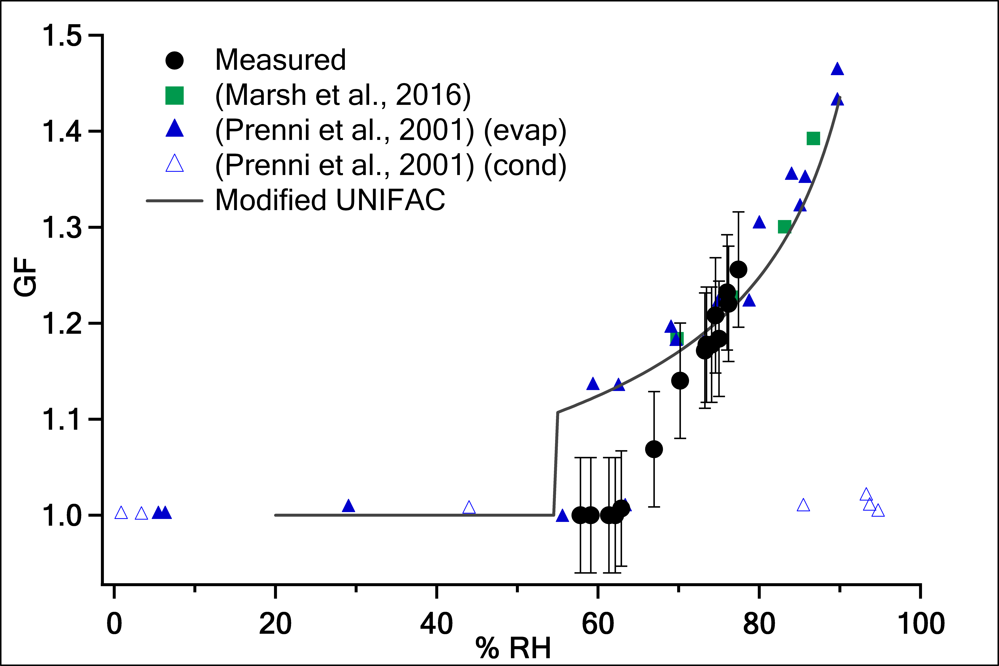 1.5
1.4
1.3
1.2
1.1
1.0
GF
Measured
(Marsh et al., 2016)
(Prenni et al., 2001) (evap)
(Prenni et al., 2001) (cond)
Modified UNIFAC
0 20 40 60 80 100
% RH